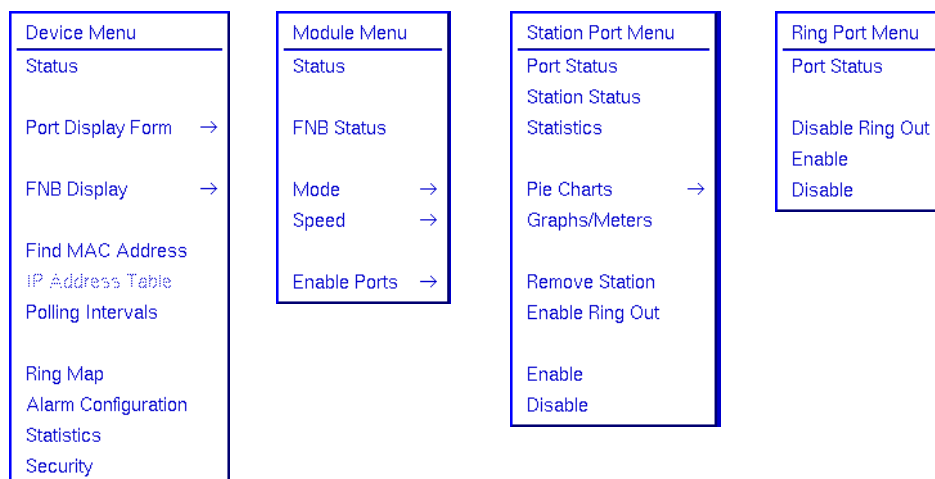 Device Menu
Status
Port Display Form →
FNB Display →
Find MAC Address
IP Address Table
Polling Intervals
Ring Map
Alarm Configuration
Statistics
Security
Module Menu
Status
FNB Status
Mode →
Speed →
Enable Ports →
Station Port Menu
Port Status
Station Status
Statistics
Pie Charts →
Graphs/Meters
Remove Station
Enable Ring Out
Enable
Disable
Ring Port Menu
Port Status
Disable Ring Out
Enable
Disable